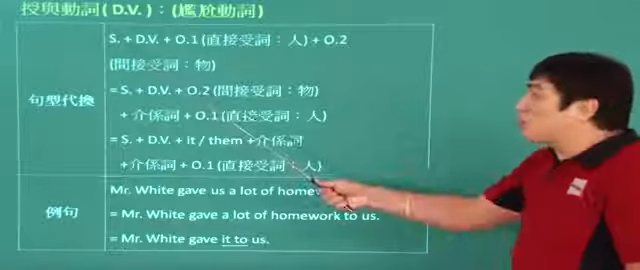 授與動詞(D.V.)：(尷尬動詞)
句型代換
S. + D.V. + O.1 (直接受詞：人) + O.2
(間接受詞：物)
= S. + D.V. + O.2 (間接受詞：物)
+ 介係詞 + O.1 (直接受詞：人)
= S. + D.V. + it / them +介係詞
+介係詞 + O.1 (直接受詞：人)
例句
Mr. White gave us a lot of
= Mr. White gave a lot of homework to us.
= Mr. White gave it to us.